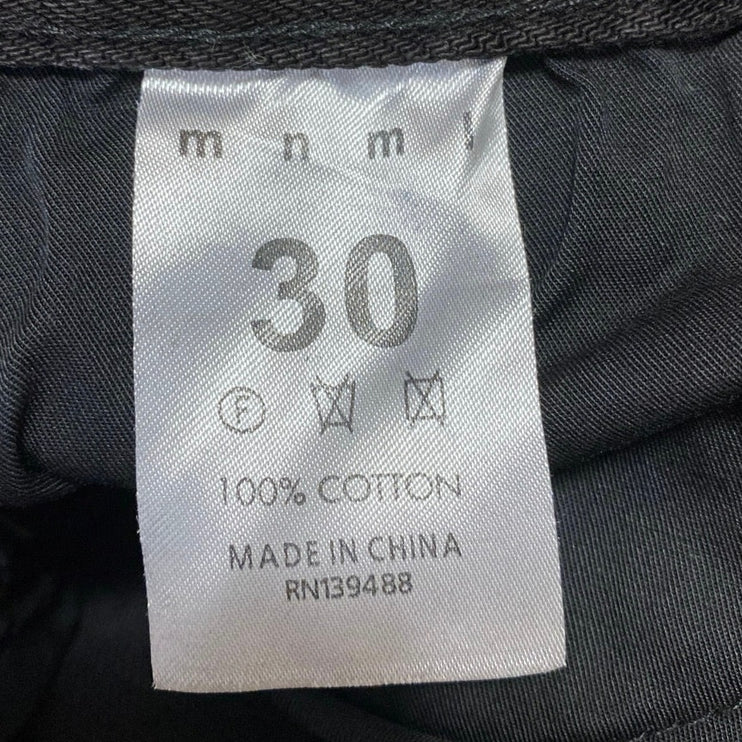 m n m l
30
F
100% COTTON
MADE IN CHINA
RN139488